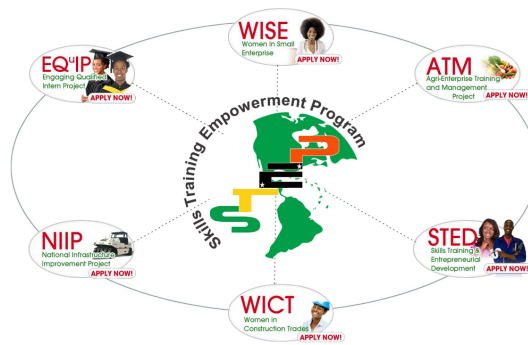 WISE
Women In Small
Enterprise
APPLY NOW!
EQuIP
Engaging Qualified
Intern Project
APPLY NOW!
ATM
Agri-Enterprise Training
and Management
Project
APPLY NOW!
Skills Training Empowerment Program
STEP
NIIP
National Infrastructure
Improvement Project
APPLY NOW!
STED
Skills Training &
Entrepreneurial
Development
APPLY NOW!
WICT
Women in
Construction Trades
APPLY NOW!